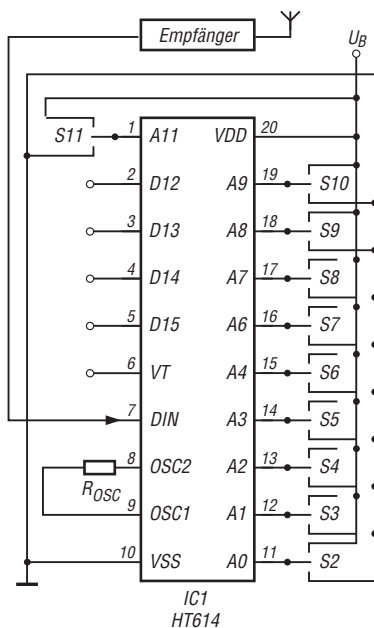 Empfänger
UB
S11
1
A11
VDD
20
2
D12
A9
19
S10
3
D13
A8
18
S9
4
D14
A7
17
S8
5
D15
A6
16
S7
6
VT
A4
15
S6
7
DIN
A3
14
S5
8
OSC2
A2
13
S4
ROSC
9
OSC1
A1
12
S3
10
VSS
A0
11
S2
IC1
HT614